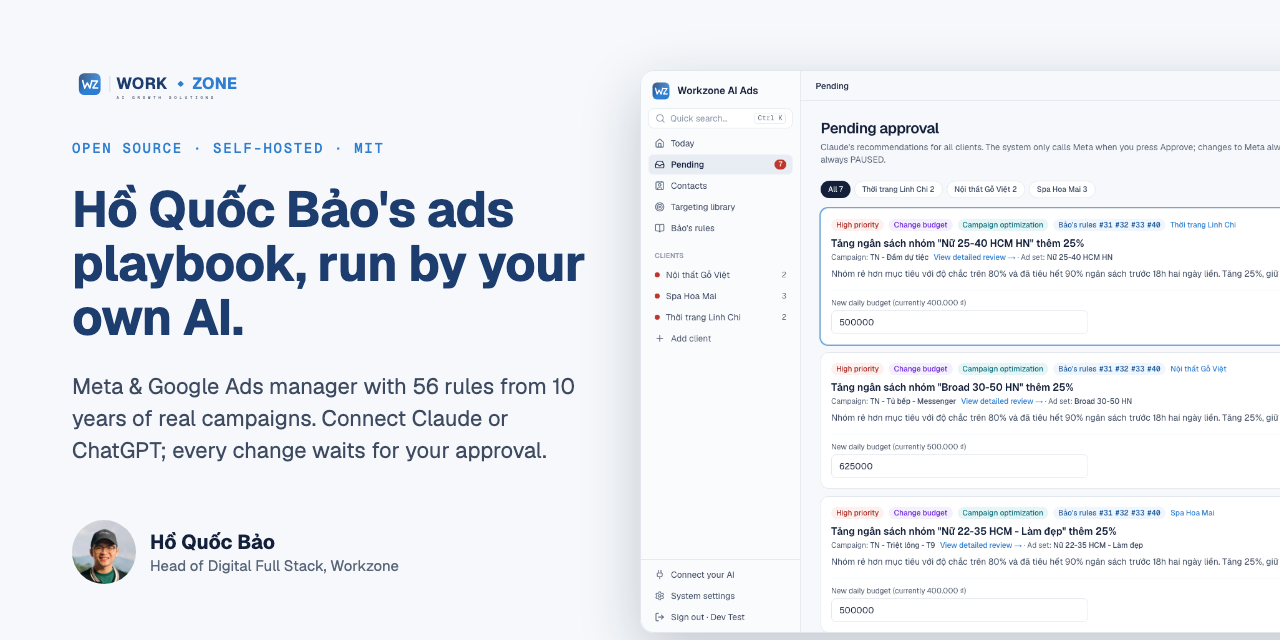 WZ WORK ⬥ ZONE
AI GROWTH SOLUTIONS
OPEN SOURCE · SELF-HOSTED · MIT
Hồ Quốc Bảo's ads
playbook, run by your
own AI.
Meta & Google Ads manager with 56 rules from 10
years of real campaigns. Connect Claude or
ChatGPT; every change waits for your approval.
Hồ Quốc Bảo
Head of Digital Full Stack, Workzone
WZ Workzone AI Ads
Quick search... Ctrl K
Today
Pending 7
Contacts
Targeting library
Bảo's rules
CLIENTS
Nội thất Gỗ Việt 2
Spa Hoa Mai 3
Thời trang Linh Chi 2
Add client
Connect your AI
System settings
Sign out · Dev Test
Pending
Pending approval
Claude's recommendations for all clients. The system only calls Meta when you press Approve; changes to Meta
always PAUSED.
All 7 Thời trang Linh Chi 2 Nội thất Gỗ Việt 2 Spa Hoa Mai 3
High priority Change budget Campaign optimization Bảo's rules #31 #32 #33 #40 Thời trang Linh Chi
Tăng ngân sách nhóm "Nữ 25-40 HCM HN" thêm 25%
Campaign: TN - Đầm dự tiệc View detailed review → · Ad set: Nữ 25-40 HCM HN
Nhóm rẻ hơn mục tiêu với độ chắc trên 80% và đã tiêu hết 90% ngân sách trước 18h hai ngày liền. Tăng 25%,
New daily budget (currently 400.000 đ)
500000
High priority Change budget Campaign optimization Bảo's rules #31 #32 #33 #40 Nội thất Gỗ Việt
Tăng ngân sách nhóm "Broad 30-50 HN" thêm 25%
Campaign: TN - Tủ bếp - Messenger View detailed review → · Ad set: Broad 30-50 HN
Nhóm rẻ hơn mục tiêu với độ chắc trên 80% và đã tiêu hết 90% ngân sách trước 18h hai ngày liền. Tăng 25%,
New daily budget (currently 500.000 đ)
625000
High priority Change budget Campaign optimization Bảo's rules #31 #32 #33 #40 Spa Hoa Mai
Tăng ngân sách nhóm "Nữ 22-35 HCM - Làm đẹp" thêm 25%
Campaign: TN - Triệt lông - T9 View detailed review → · Ad set: Nữ 22-35 HCM - Làm đẹp
Nhóm rẻ hơn mục tiêu với độ chắc trên 80% và đã tiêu hết 90% ngân sách trước 18h hai ngày liền. Tăng 25%,
New daily budget (currently 400.000 đ)
500000